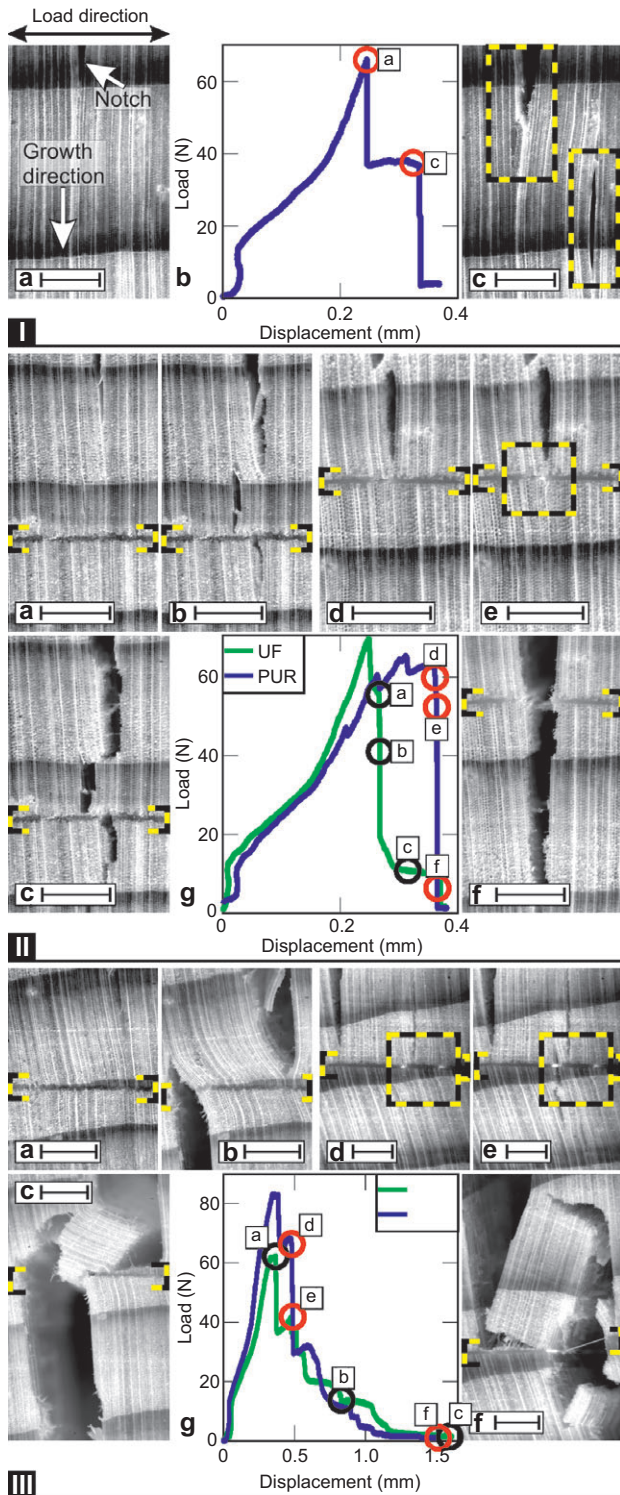 Load direction
Notch
Growth direction
a
60
40
20
0
Load (N)
a
c
b
0
0.2
0.4
Displacement (mm)
c
I
a
b
d
e
c
UF
PUR
60
40
20
0
Load (N)
d
a
e
b
c
f
g
0
0.2
0.4
Displacement (mm)
f
II
a
b
d
e
c
80
60
40
20
0
Load (N)
a
d
e
b
f
c
g
0
0.5
1.0
1.5
Displacement (mm)
f
III